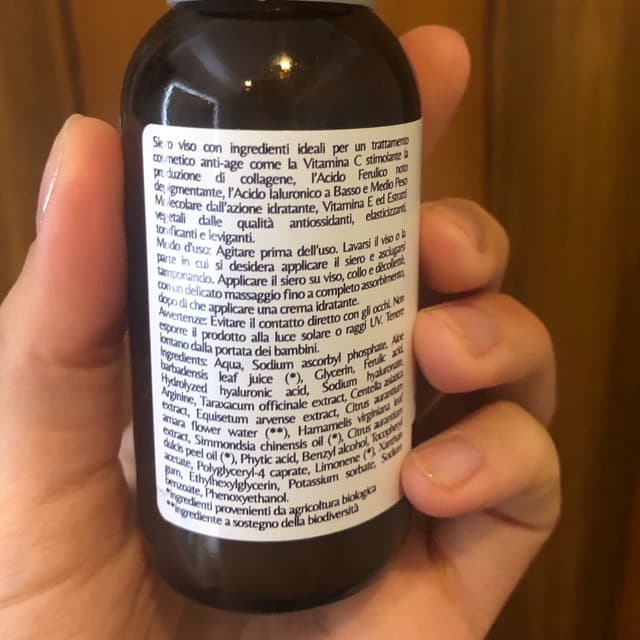 Siero viso con ingredienti ideali per un trattamento
cosmetico anti-age come la Vitamina C stimolante la
produzione di collagene, l'Acido Ferulico noto
depigmentante, l'Acido Ialuronico a Basso e Medio Peso
Molecolare dall'azione idratante, Vitamina E ed Estratti
vegetali dalle qualità antiossidanti, elasticizzanti,
tonificanti e leviganti.
Modo d'uso: Agitare prima dell'uso. Lavarsi il viso o la
parte in cui si desidera applicare il siero e asciugarsi
tamponando. Applicare il siero su viso, collo e dècolletè,
con un delicato massaggio fino a completo assorbimento,
dopo di che applicare una crema idratante.
Avvertenze: Evitare il contatto diretto con gli occhi. Non
esporre il prodotto alla luce solare o raggi UV. Tenere
lontano dalla portata dei bambini.
Ingredients: Aqua, Sodium ascorbyl phosphate, Aloe
barbadensis leaf juice (*), Glycerin, Ferulic acid,
Hydrolyzed hyaluronic acid, Sodium hyaluronate,
Arginine, Taraxacum officinale extract, Centella asiatica
extract, Equisetum arvense extract, Citrus aurantium
amara flower water (**), Hamamelis virginiana leaf
extract, Simmondsia chinensis oil (*), Citrus aurantium
dulcis peel oil (*), Phytic acid, Benzyl alcohol, Tocopheryl
acetate, Polyglyceryl-4 caprate, Limonene (*), Xanthan
gum, Ethylhexylglycerin, Potassium sorbate, Sodium
benzoate, Phenoxyethanol.
*ingredienti provenienti da agricoltura biologica
**ingrediente a sostegno della biodiversità